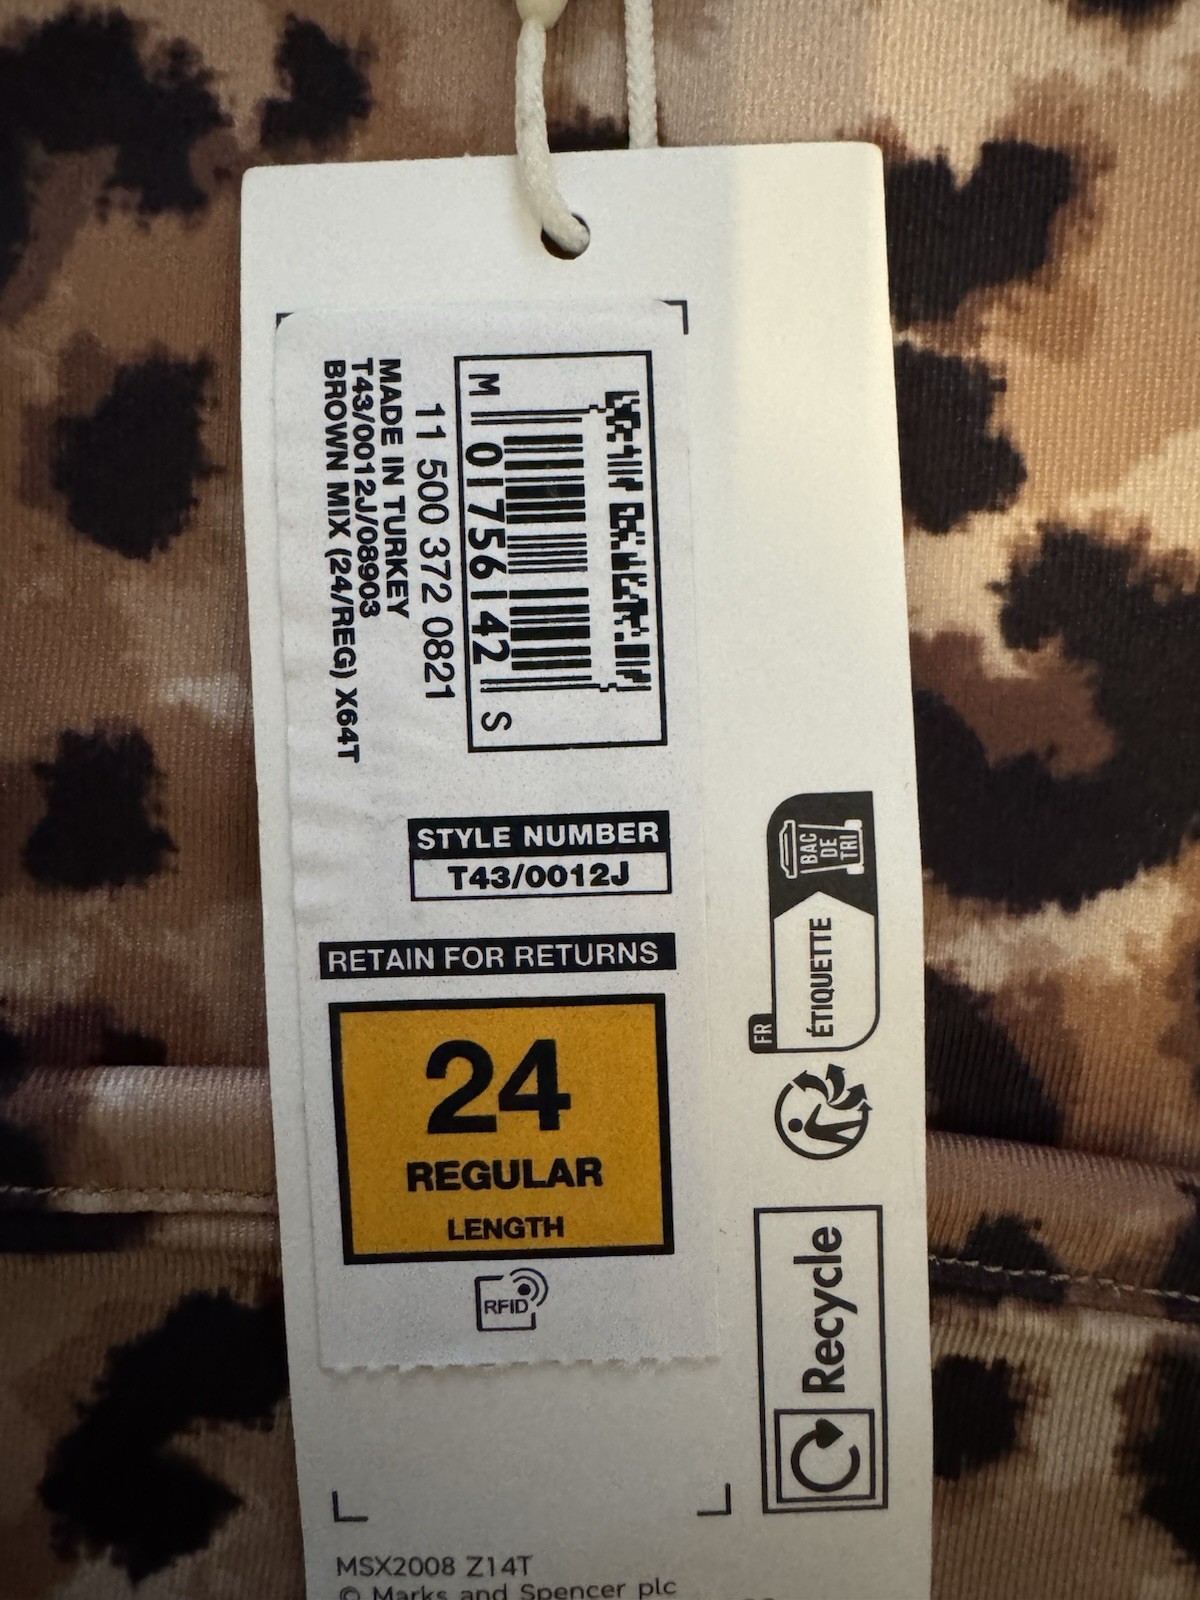 M 01756142 S
11 500 372 0821
MADE IN TURKEY
T43/0012J/08903
BROWN MIX (24/REG) X64T
STYLE NUMBER
T43/0012J
RETAIN FOR RETURNS
24
REGULAR
LENGTH
RFID
BAC
DE
TRI
ÉTIQUETTE
FR
Recycle
MSX2008 Z14T
© Marks and Spencer plc